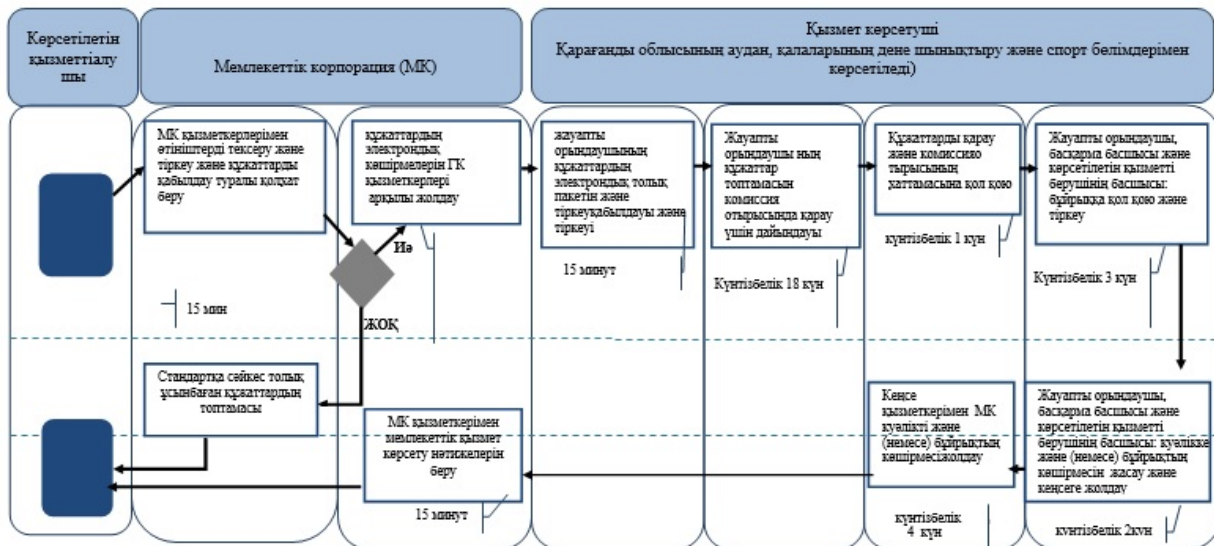 Көрсетілетін
қызметтіалу
шы
Мемлекеттік корпорация (МК)
Қызмет көрсетуші
Қарағанды облысының аудан, қалаларының дене шынықтыру және спорт бөлімдерімен
көрсетіледі)
МК қызметкерлерімен
өтініштерді тексеру және
тіркеу және құжаттарды
қабылдау туралы қолхат
беру
15 мин
құжаттардың
электрондық
көшірмелерін ГК
қызметкерлері
арқылы жолдау
Иә
ЖОҚ
жауапты
орындаушының
құжаттардың
электрондық толық
пакетін және
тіркеуқабылдауы және
тіркеуі
15 минут
Жауапты
орындаушы ның
құжаттар
топтамасын
комиссия
отырысында қарау
үшін дайындауы
Күнтізбелік 18 күн
Құжаттарды қарау
және комиссияо
тырысының
хаттамасына қол қою
күнтізбелік 1 күн
Жауапты орындаушы,
басқарма басшысы және
көрсетілетін қызметті
берушінің басшысы:
бұйрыққа қол қою және
тіркеу
Күнтізбелік 3 күн
Стандартқа сәйкес толық
ұсынбаған құжаттардың
топтамасы
МК қызметкерімен
мемлекеттік қызмет
көрсету нәтижелерін
беру
15 минут
Кеңсе
қызметкерімен МК
куәлікті және
(немесе) бұйрықтың
көшірмесіжолдау
күнтізбелік
4 күн
Жауапты орындаушы,
басқарма басшысы және
көрсетілетін қызметті
берушінің басшысы: куәлікке
және (немесе) бұйрықтың
көшірмесін жасау және
кеңсеге жолдау
күнтізбелік 2күн